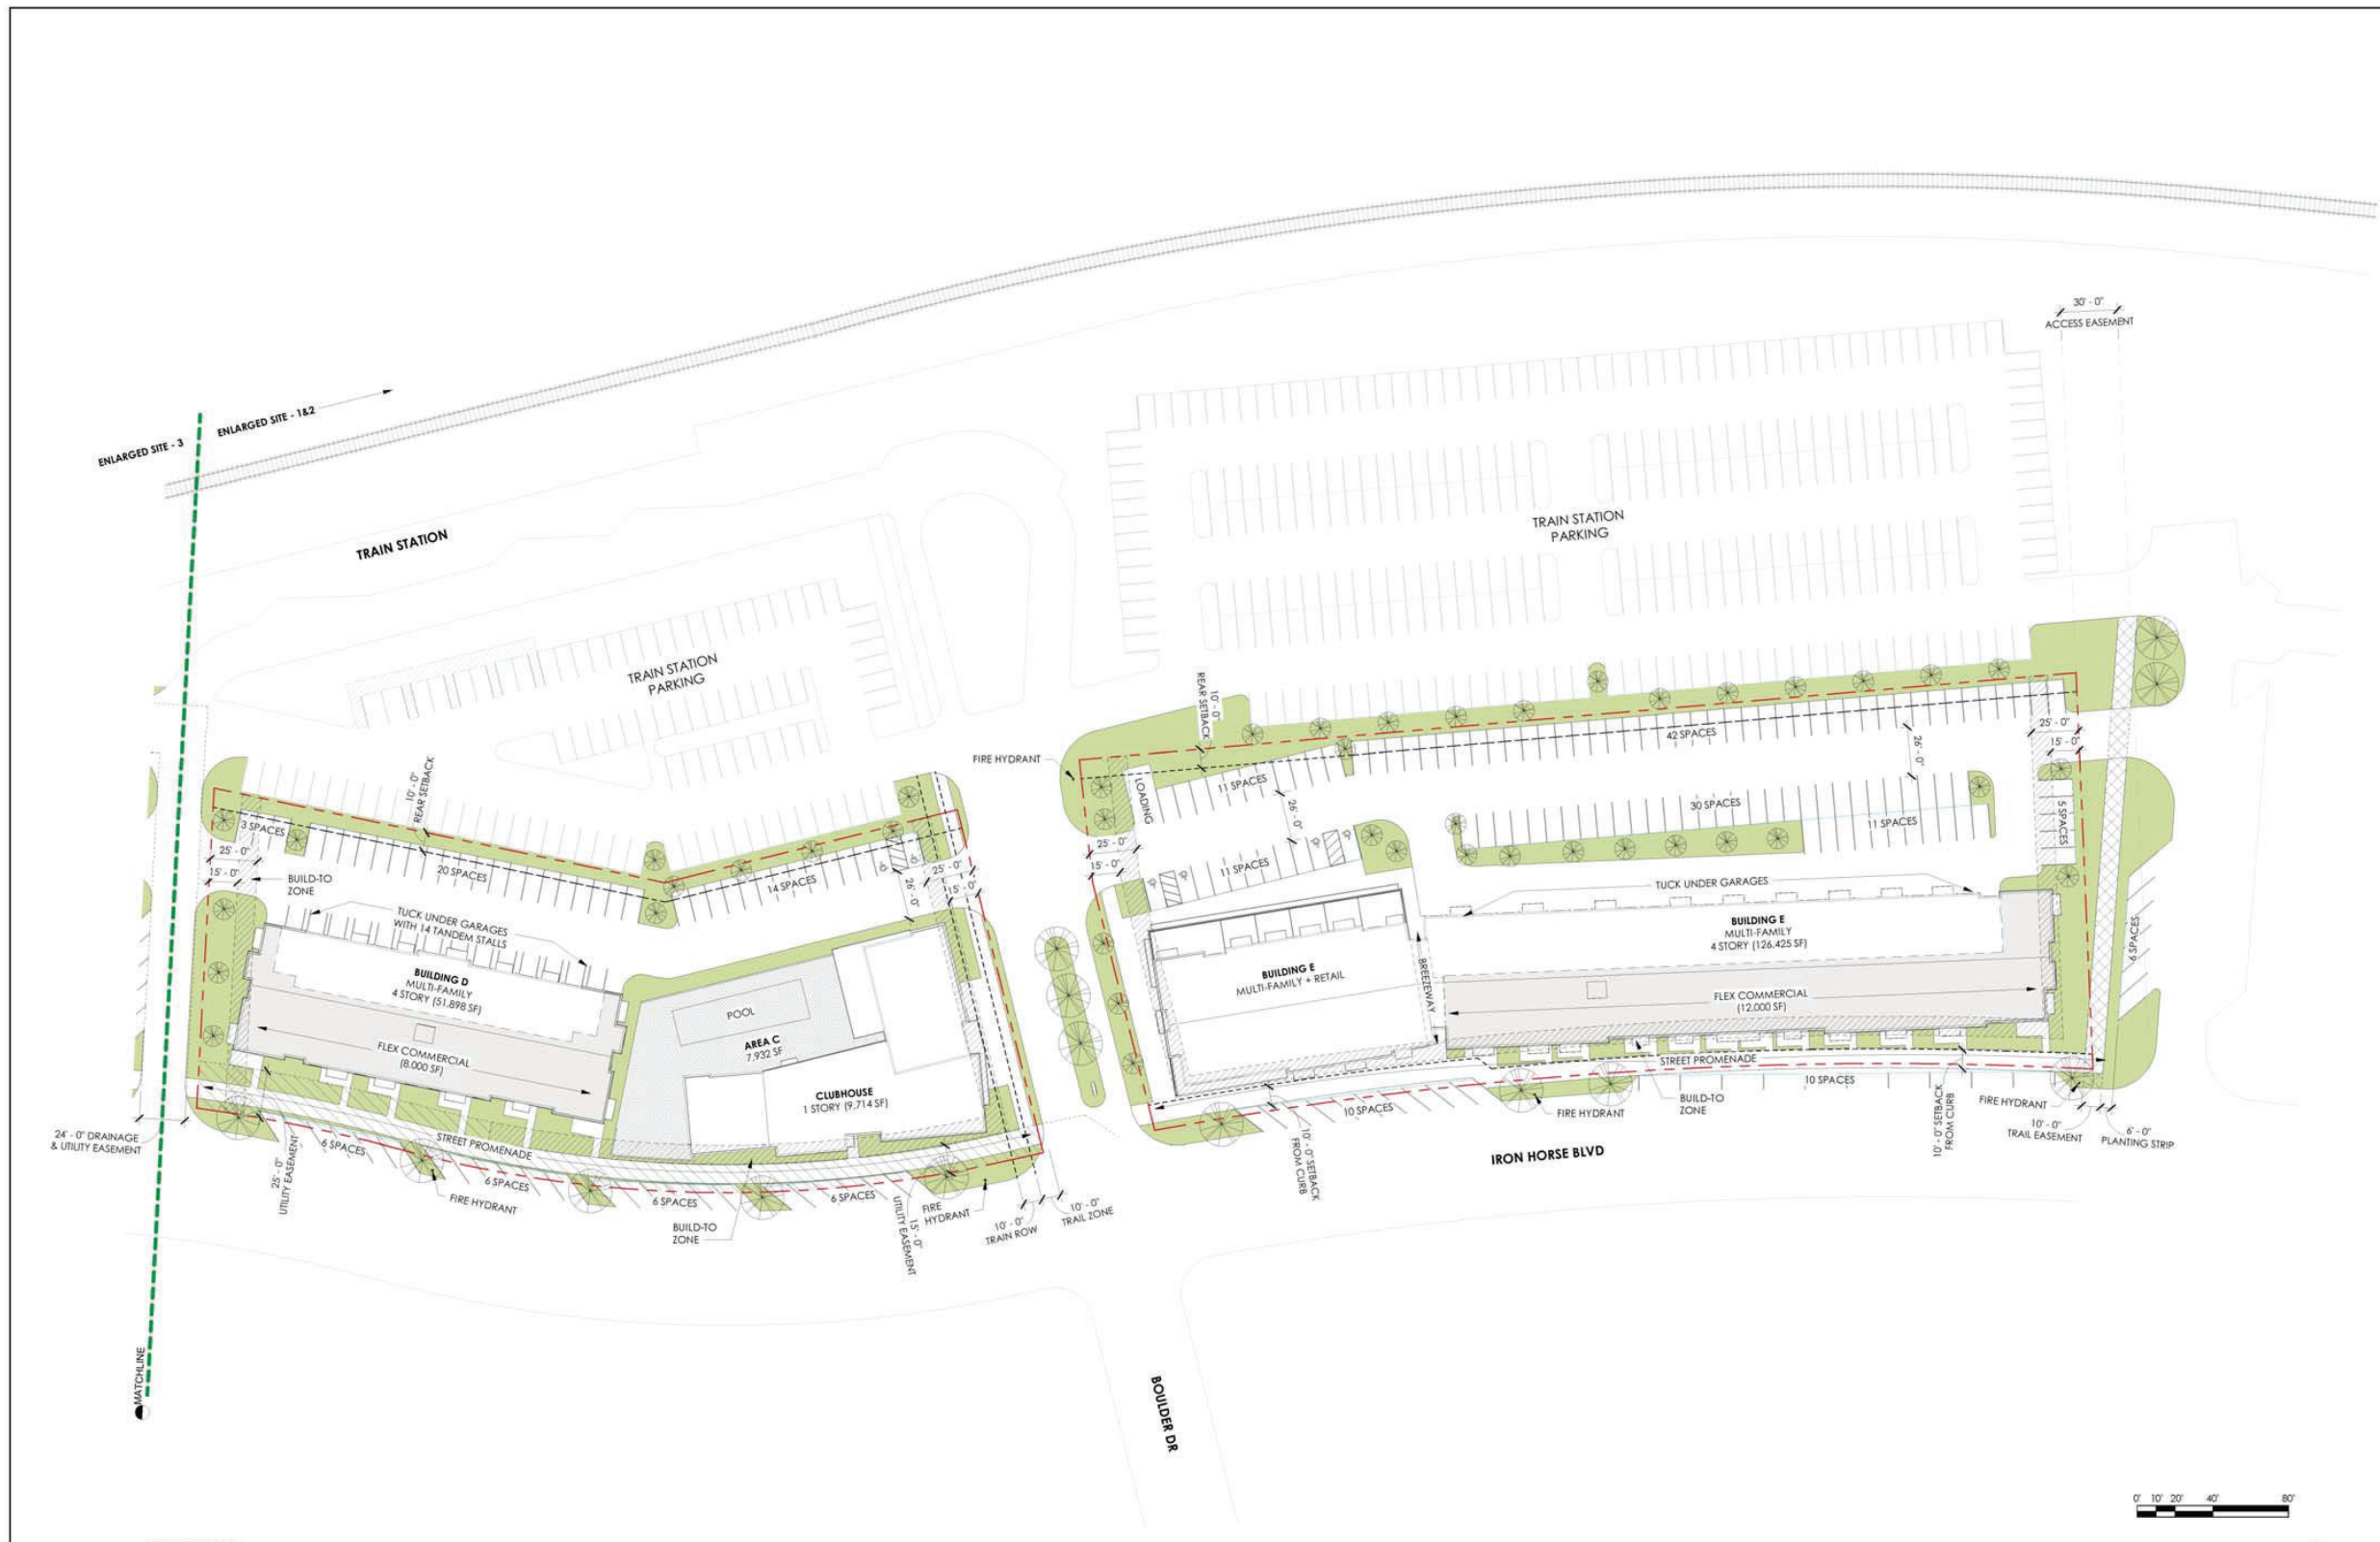 30' - 0"
ACCESS EASEMENT
ENLARGED SITE - 3
ENLARGED SITE - 1&2
TRAIN STATION
TRAIN STATION
PARKING
TRAIN STATION
PARKING
10' - 0"
REAR SETBACK
10' - 0"
REAR SETBACK
FIRE HYDRANT
LOADING
11 SPACES
26' - 0"
42 SPACES
26' - 0"
25' - 0"
15' - 0"
30 SPACES
11 SPACES
5 SPACES
6 SPACES
3 SPACES
25' - 0"
15' - 0"
BUILD-TO
ZONE
20 SPACES
14 SPACES
26' - 0"
25' - 0"
15' - 0"
25' - 0"
15' - 0"
11 SPACES
TUCK UNDER GARAGES
TUCK UNDER GARAGES
WITH 14 TANDEM STALLS
BUILDING D
MULTI-FAMILY
4 STORY (51,898 SF)
FLEX COMMERCIAL
(8,000 SF)
POOL
AREA C
7,932 SF
CLUBHOUSE
1 STORY (9,714 SF)
BUILDING E
MULTI-FAMILY + RETAIL
BREEZEWAY
BUILDING E
MULTI-FAMILY
4 STORY (126,425 SF)
FLEX COMMERCIAL
(12,000 SF)
STREET PROMENADE
10 SPACES
10 SPACES
FIRE HYDRANT
BUILD-TO
ZONE
10' - 0" SETBACK
FROM CURB
10' - 0" SETBACK
FROM CURB
FIRE HYDRANT
10' - 0"
TRAIL EASEMENT
6' - 0"
PLANTING STRIP
24' - 0" DRAINAGE
& UTILITY EASEMENT
25' - 0"
UTILITY EASEMENT
6 SPACES
STREET PROMENADE
FIRE HYDRANT
6 SPACES
6 SPACES
BUILD-TO
ZONE
6 SPACES
15' - 0"
UTILITY EASEMENT
FIRE
HYDRANT
10' - 0"
TRAIN ROW
10' - 0"
TRAIL ZONE
IRON HORSE BLVD
BOULDER DR
MATCHLINE
0' 10' 20' 40' 80'